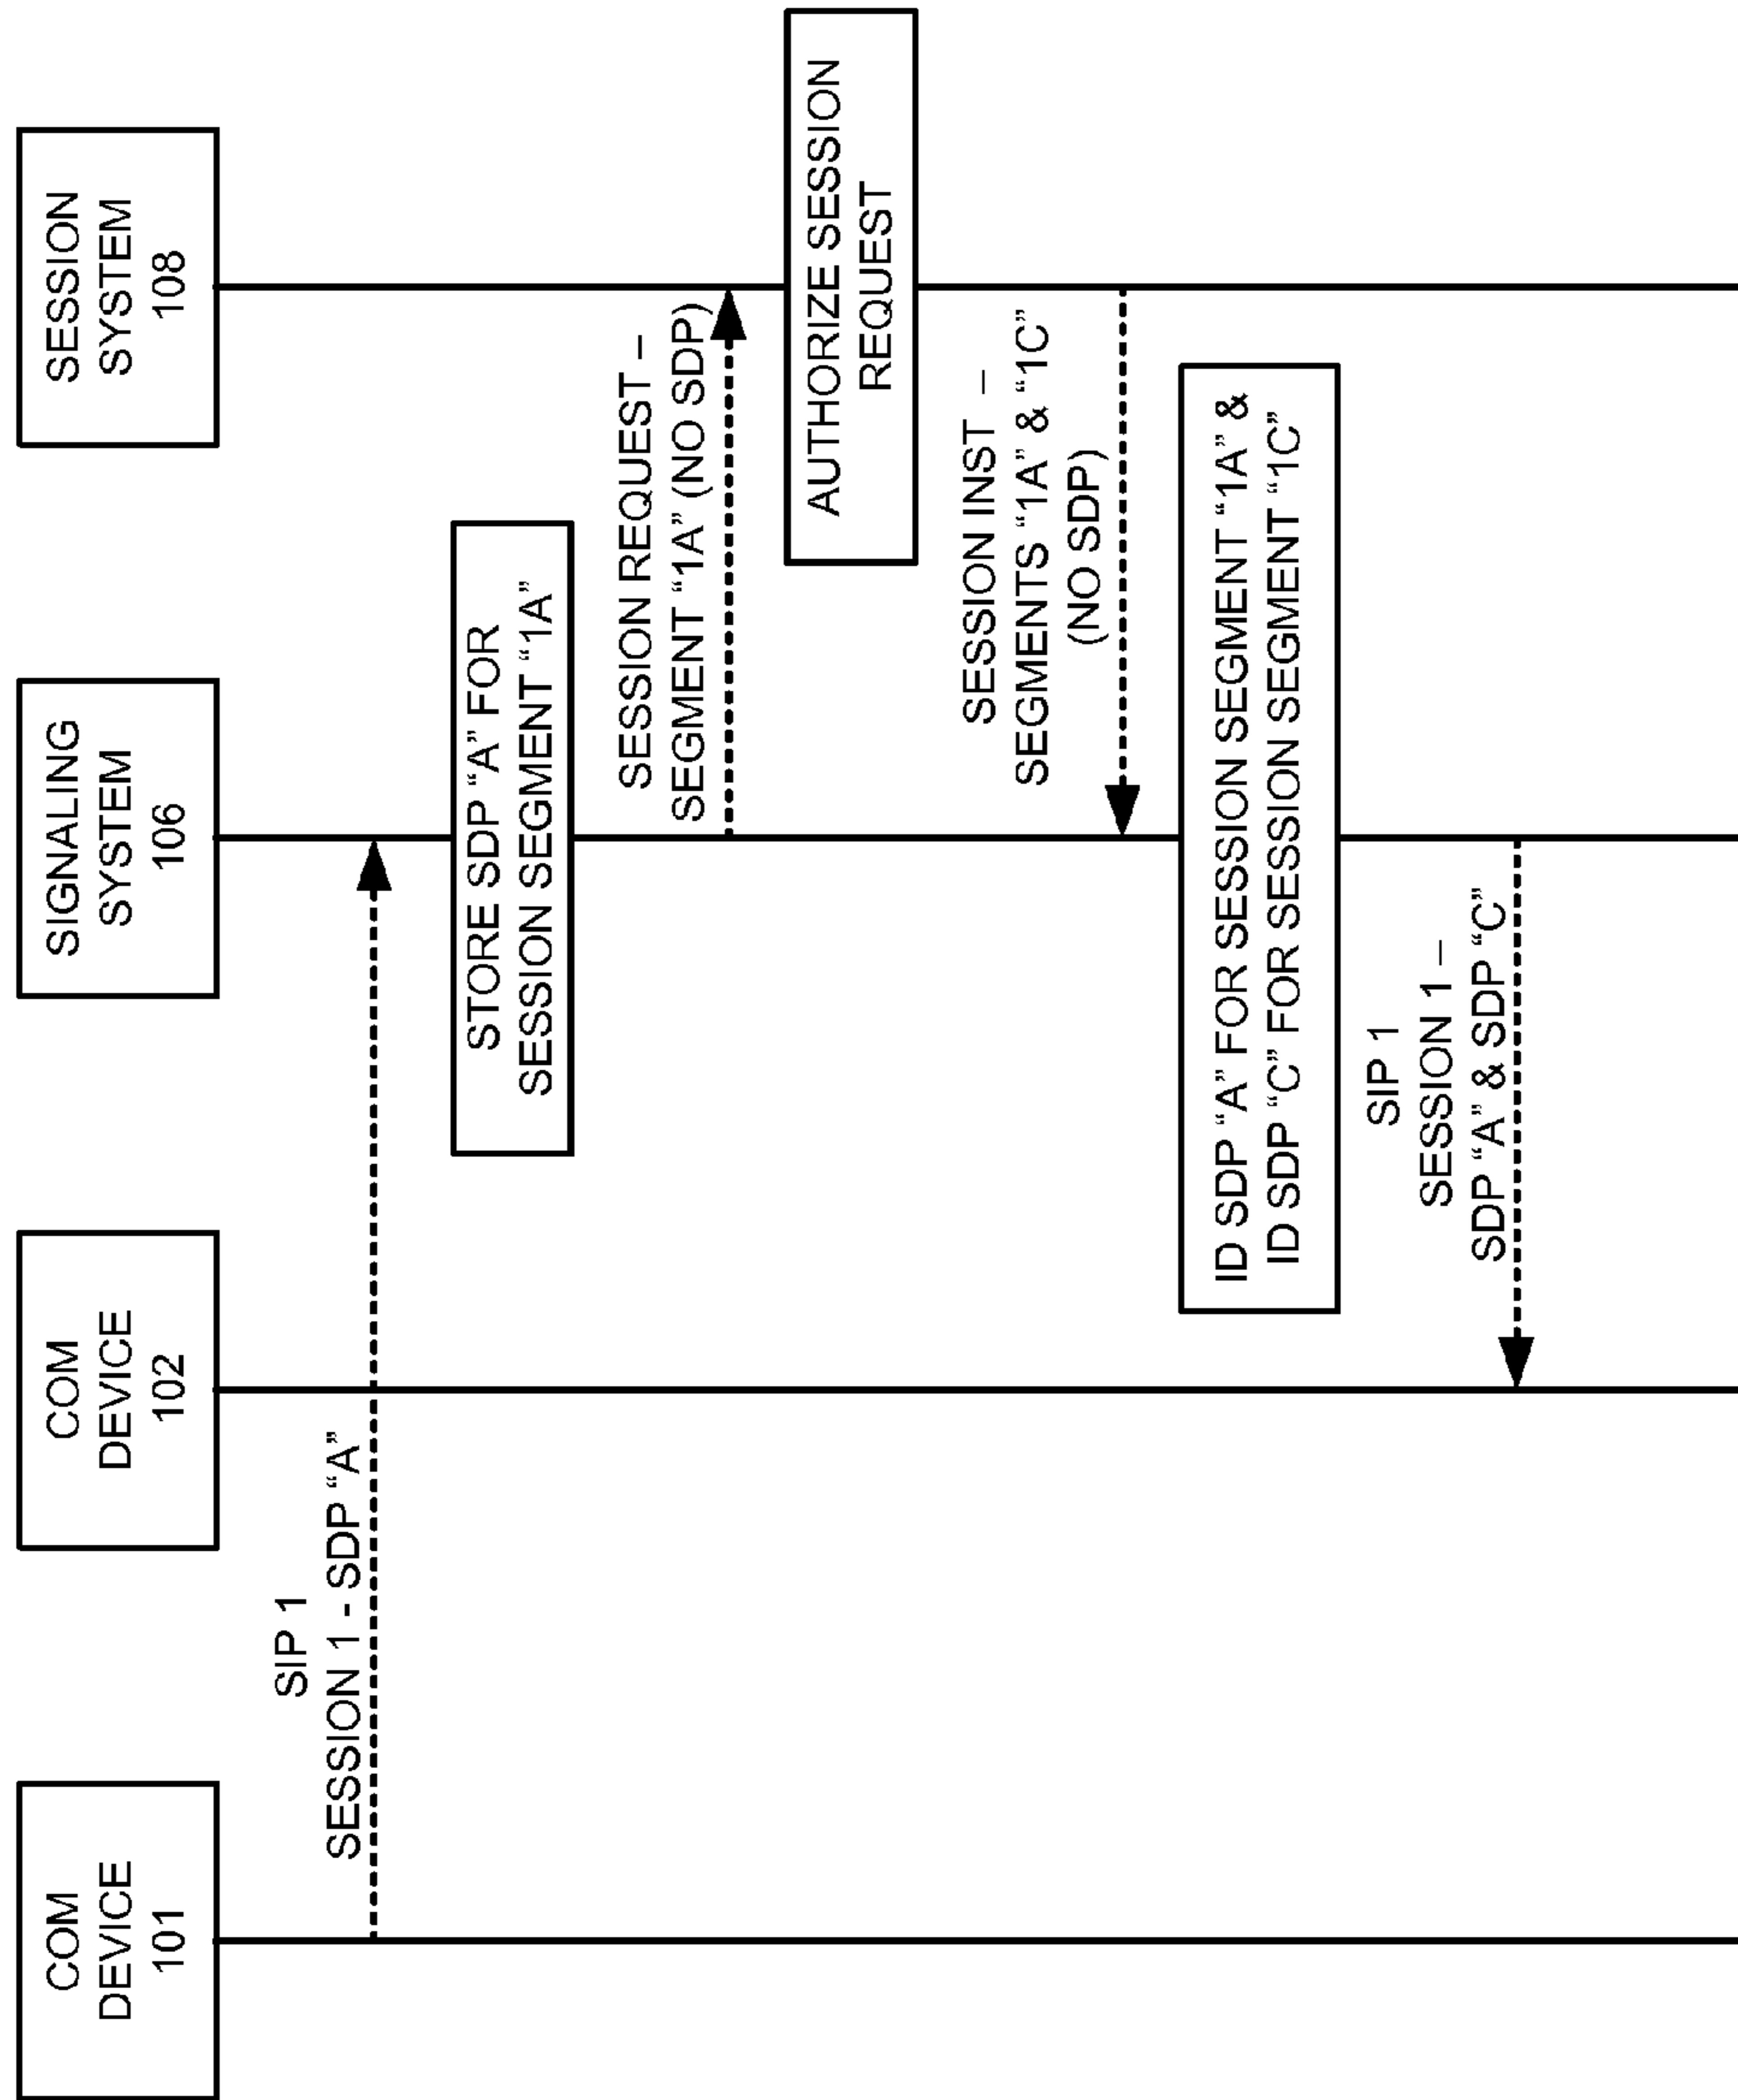 COM
DEVICE
101
COM
DEVICE
102
SIGNALING
SYSTEM
106
SESSION
SYSTEM
108
SIP 1
SESSION 1 - SDP “A”
STORE SDP “A” FOR
SESSION SEGMENT “1A”
SESSION REQUEST –
SEGMENT “1A” (NO SDP)
AUTHORIZE SESSION
REQUEST
SESSION INST –
SEGMENTS “1A” & “1C”
(NO SDP)
ID SDP “A” FOR SESSION SEGMENT “1A” &
ID SDP “C” FOR SESSION SEGMENT “1C”
SIP 1
SESSION 1 –
SDP “A” & SDP “C”